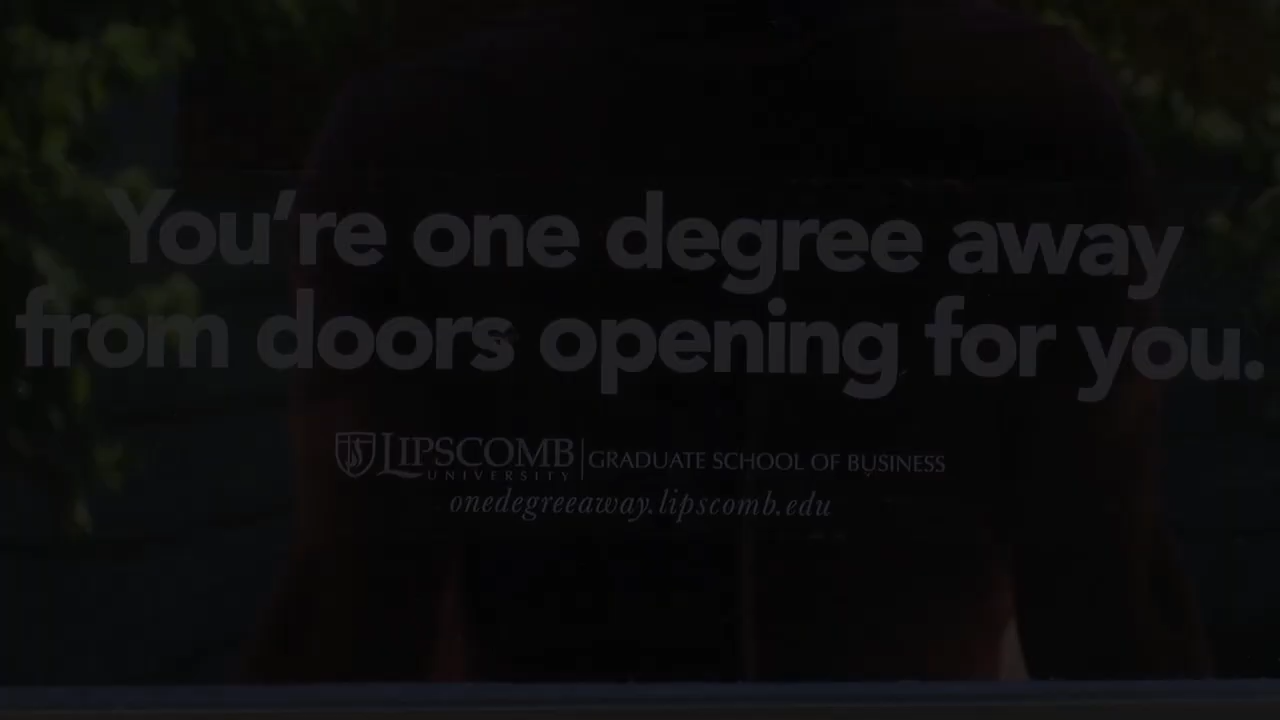 You’re one degree away
from doors opening for you.
LIPSCOMB UNIVERSITY | GRADUATE SCHOOL OF BUSINESS
onedegreeaway.lipscomb.edu